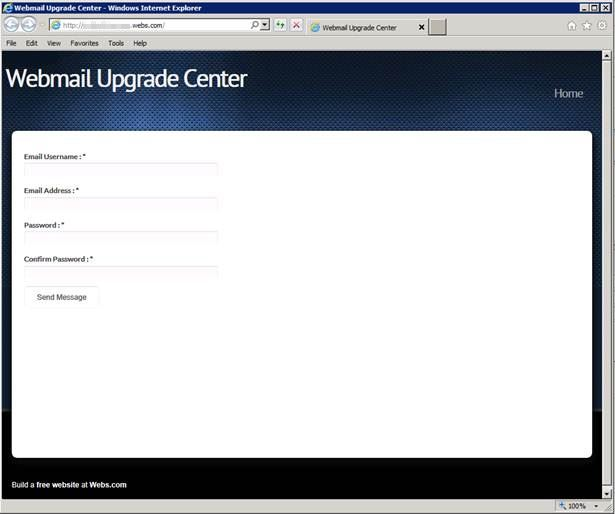 Webmail Upgrade Center - Windows Internet Explorer
http:// .webs.com/
Webmail Upgrade Center
File Edit View Favorites Tools Help
Webmail Upgrade Center
Home
Email Username : *
Email Address : *
Password : *
Confirm Password : *
Send Message
Build a free website at Webs.com
100%